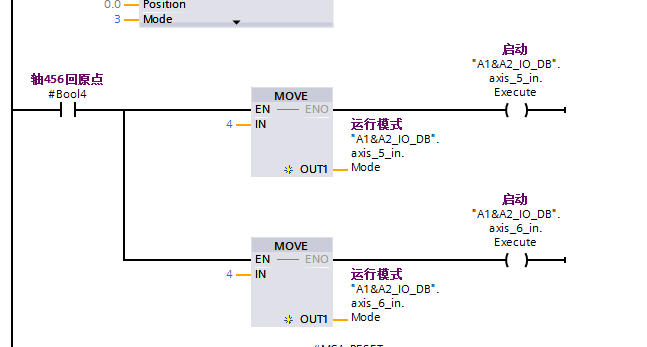 0.0 Position
3 Mode
启动
"A1&A2_IO_DB".
axis_5_in.
Execute
轴456回原点
#Bool4
MOVE
EN ENO
4 IN
运行模式
"A1&A2_IO_DB".
axis_5_in.
OUT1 Mode
启动
"A1&A2_IO_DB".
axis_6_in.
Execute
MOVE
EN ENO
4 IN
运行模式
"A1&A2_IO_DB".
axis_6_in.
OUT1 Mode